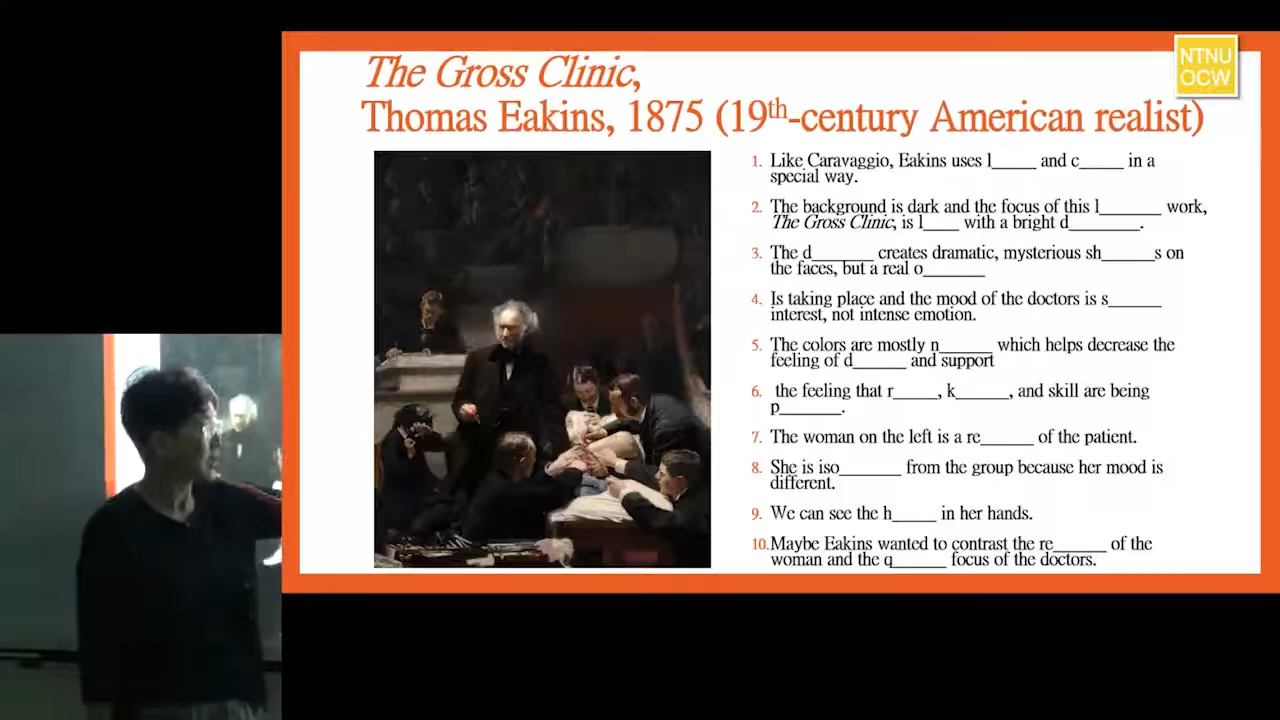 NTNU
OCW
The Gross Clinic,
Thomas Eakins, 1875 (19th-century American realist)
1. Like Caravaggio, Eakins uses l_____ and c_____ in a
special way.
2. The background is dark and the focus of this l_______ work,
The Gross Clinic, is l____ with a bright d________.
3. The d_______ creates dramatic, mysterious sh______s on
the faces, but a real o_______
4. Is taking place and the mood of the doctors is s______
interest, not intense emotion.
5. The colors are mostly n______ which helps decrease the
feeling of d______ and support
6. the feeling that r_____, k______, and skill are being
p_______.
7. The woman on the left is a re______ of the patient.
8. She is iso_______ from the group because her mood is
different.
9. We can see the h_____ in her hands.
10. Maybe Eakins wanted to contrast the re______ of the
woman and the q______ focus of the doctors.